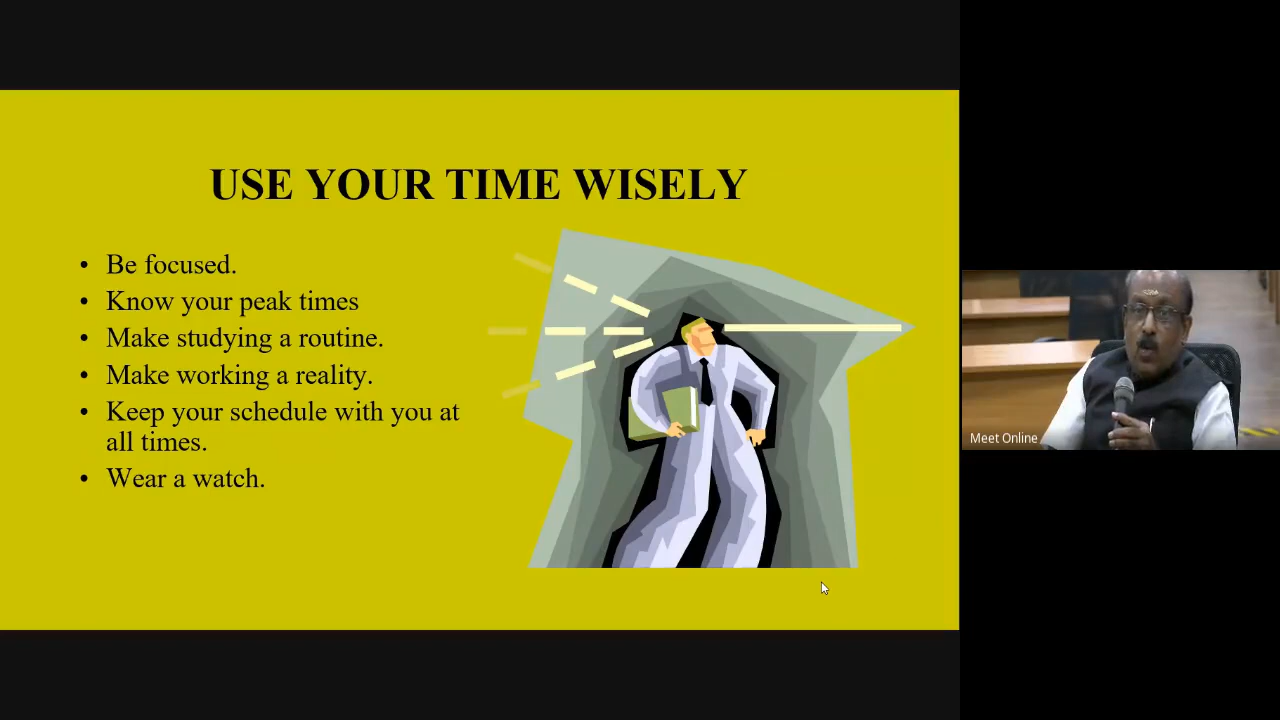 USE YOUR TIME WISELY
• Be focused.
• Know your peak times
• Make studying a routine.
• Make working a reality.
• Keep your schedule with you at
all times.
• Wear a watch.
Meet Online